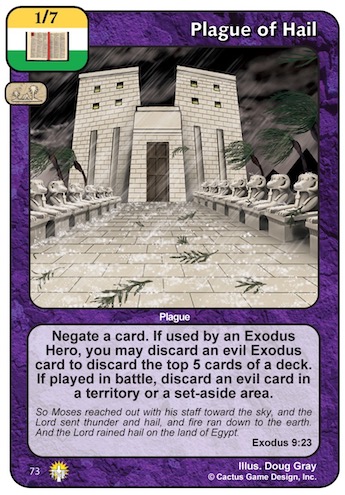 1/7
Plague of Hail
Plague
Negate a card. If used by an Exodus
Hero, you may discard an evil Exodus
card to discard the top 5 cards of a deck.
If played in battle, discard an evil card in
a territory or a set-aside area.
So Moses reached out with his staff toward the sky, and the
Lord sent thunder and hail, and fire ran down to the earth.
And the Lord rained hail on the land of Egypt.
Exodus 9:23
73
Illus. Doug Gray
© Cactus Game Design, Inc.